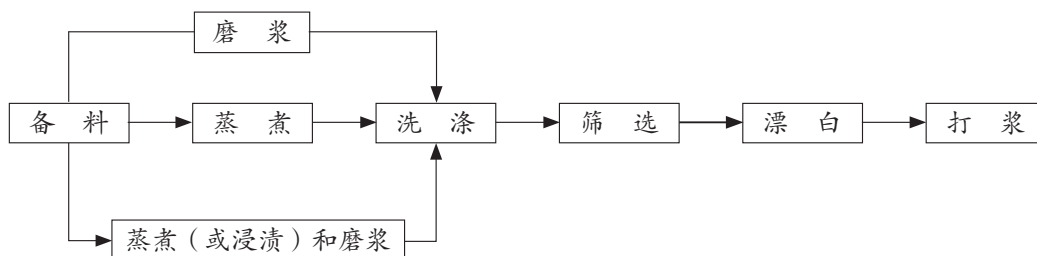 磨 浆
备 料
蒸 煮
洗 涤
筛 选
漂 白
打 浆
蒸煮（或浸渍）和磨浆